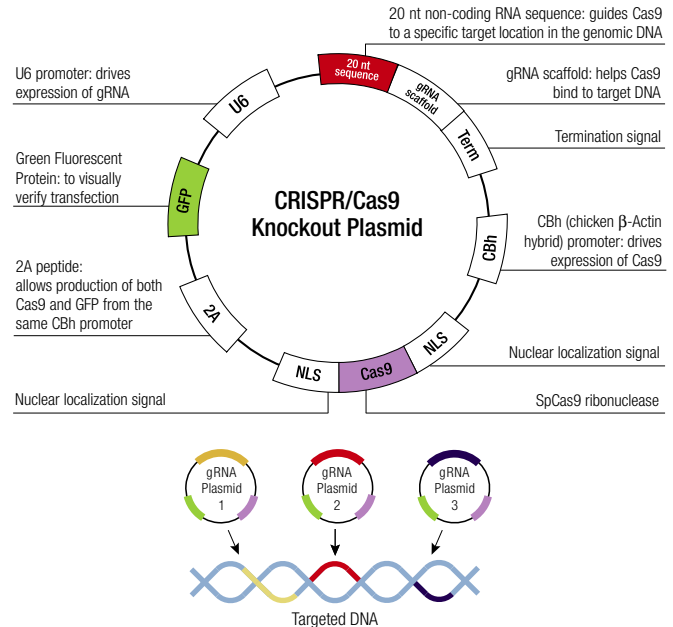 20 nt non-coding RNA sequence: guides Cas9
to a specific target location in the genomic DNA
U6 promoter: drives
expression of gRNA
gRNA scaffold: helps Cas9
bind to target DNA
Termination signal
Green Fluorescent
Protein: to visually
verify transfection
CBh (chicken β-Actin
hybrid) promoter: drives
expression of Cas9
2A peptide:
allows production of both
Cas9 and GFP from the
same CBh promoter
Nuclear localization signal
Nuclear localization signal
SpCas9 ribonuclease
20 nt
sequence
gRNA
scaffold
Term
CBh
NLS
Cas9
NLS
2A
GFP
U6
CRISPR/Cas9
Knockout Plasmid
gRNA
Plasmid
1
gRNA
Plasmid
2
gRNA
Plasmid
3
Targeted DNA